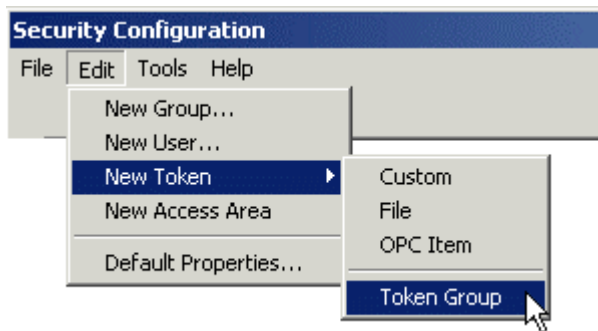 Security Configuration
File Edit Tools Help
New Group...
New User...
New Token
New Access Area
Default Properties...
Custom
File
OPC Item
Token Group